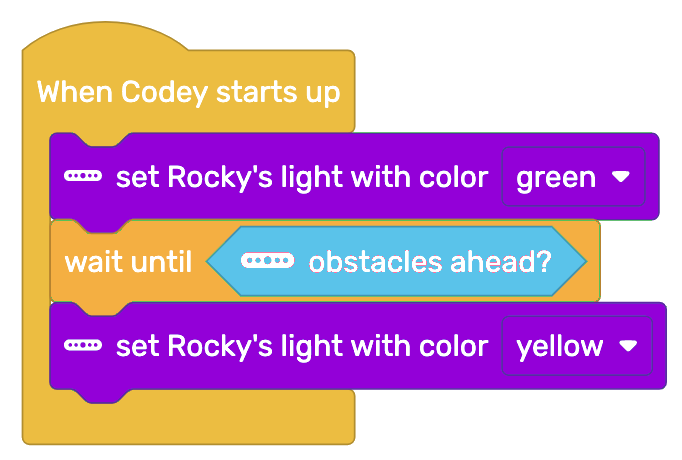 When Codey starts up
set Rocky's light with color green
wait until obstacles ahead?
set Rocky's light with color yellow